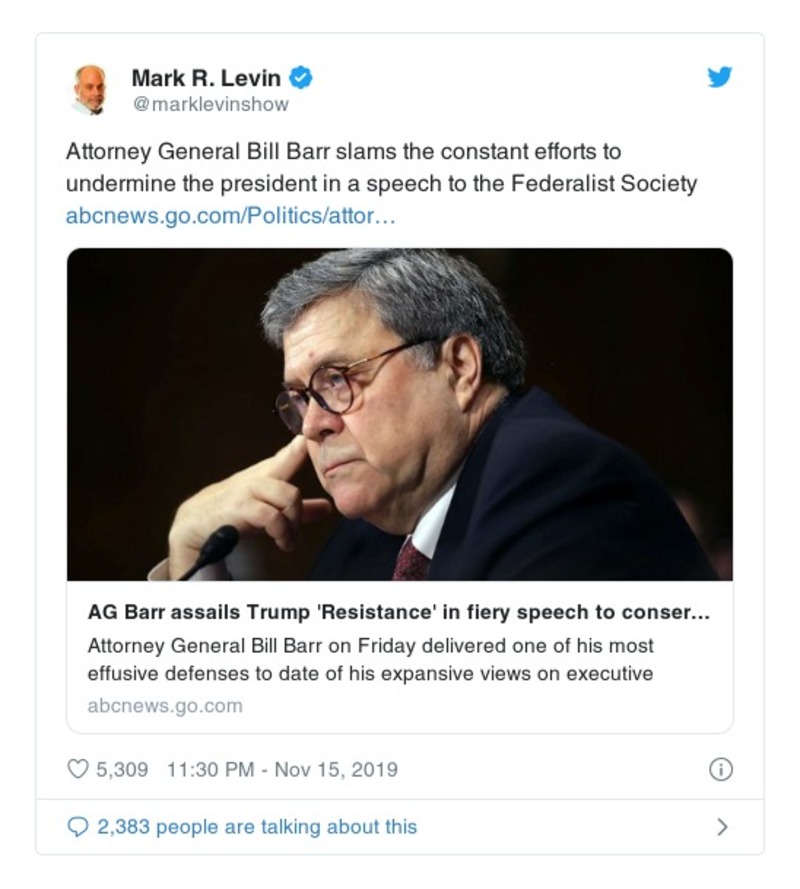 Mark R. Levin
@marklevinshow
Attorney General Bill Barr slams the constant efforts to
undermine the president in a speech to the Federalist Society
abcnews.go.com/Politics/attor…
AG Barr assails Trump 'Resistance' in fiery speech to conser...
Attorney General Bill Barr on Friday delivered one of his most
effusive defenses to date of his expansive views on executive
abcnews.go.com
5,309 11:30 PM - Nov 15, 2019
2,383 people are talking about this